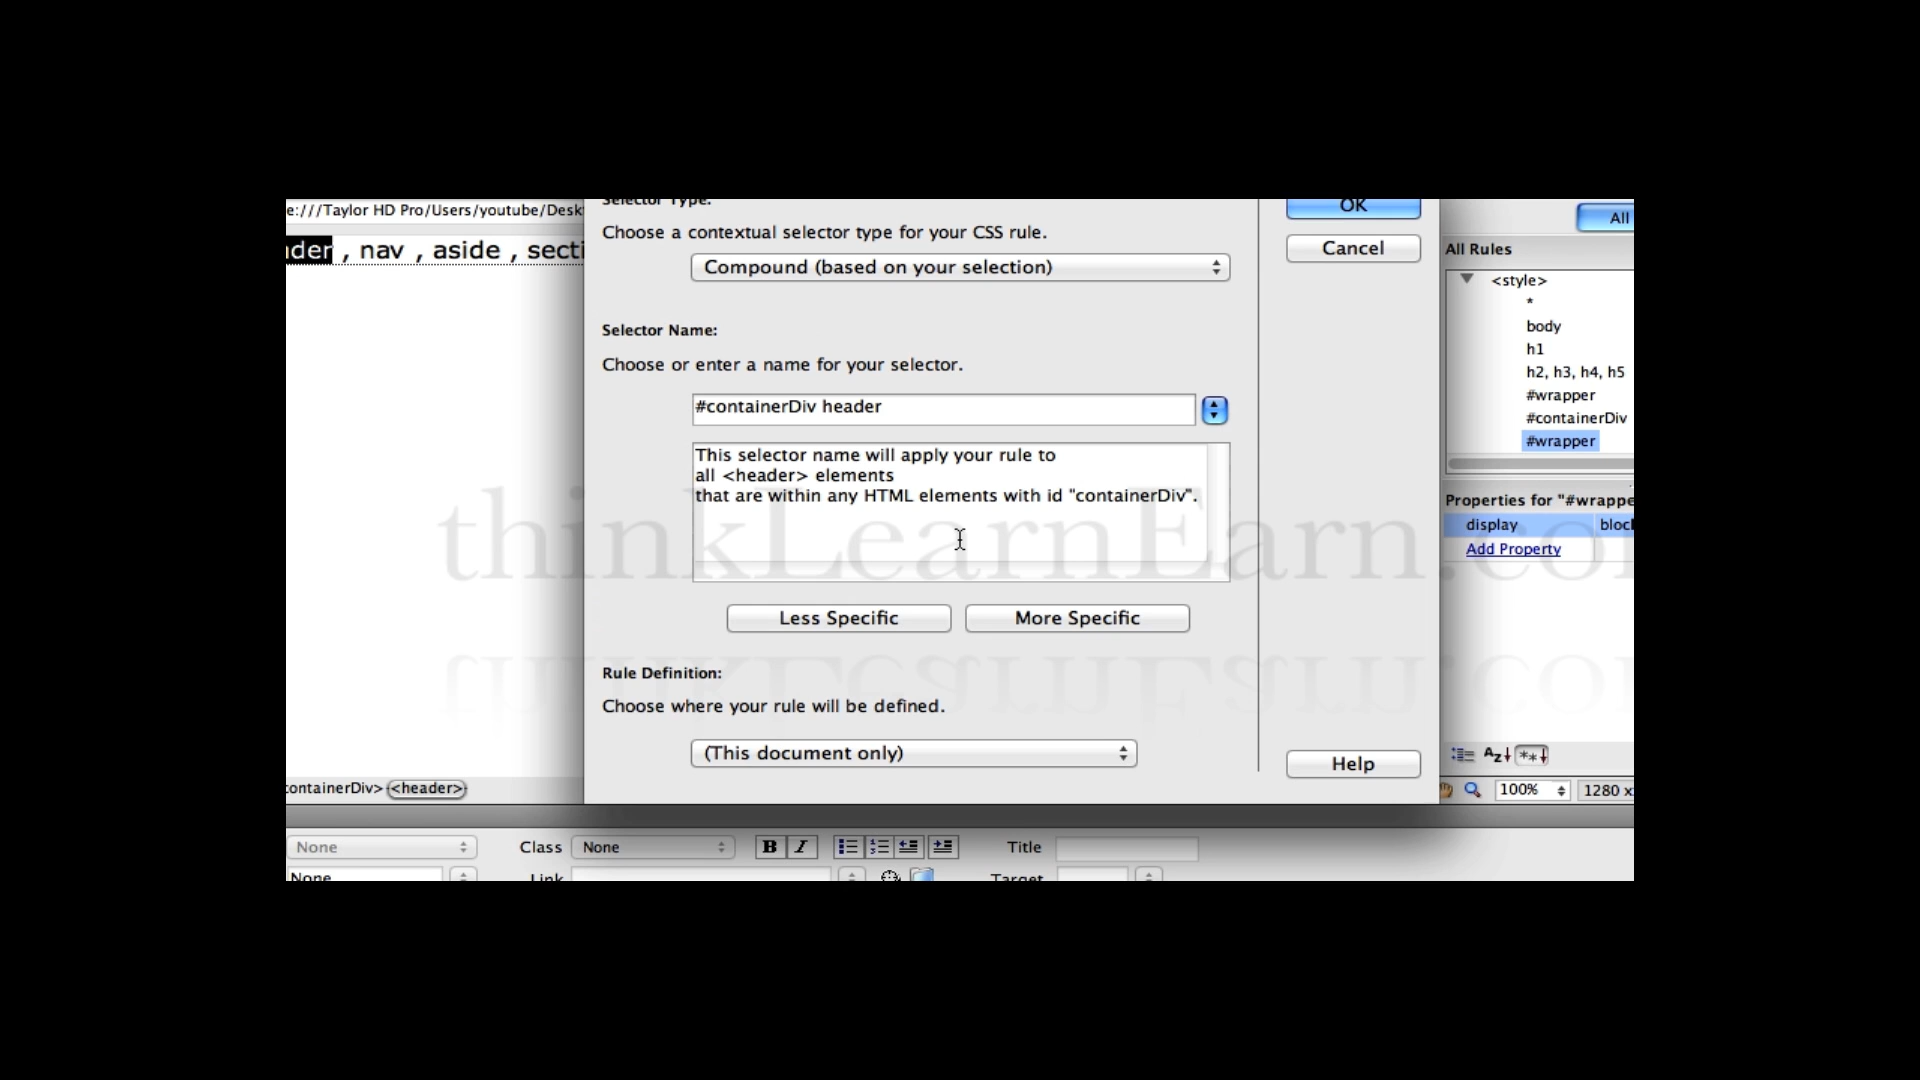 e:///Taylor HD Pro/Users/youtube/Desk
Selector Type:
OK
All
Choose a contextual selector type for your CSS rule.
, nav , aside , secti
Cancel
All Rules
Compound (based on your selection)
<style>
*
body
Selector Name:
h1
Choose or enter a name for your selector.
h2, h3, h4, h5
#wrapper
#containerDiv header
#containerDiv
#wrapper
This selector name will apply your rule to
all <header> elements
that are within any HTML elements with id "containerDiv".
Properties for "#wrappe
display
bloc
Add Property
thinkLearnEarn.co
Less Specific
More Specific
Rule Definition:
Choose where your rule will be defined.
(This document only)
Help
ontainerDiv> <header>
100%
1280 x
None
Class
None
B
I
Title
None
Link
Target